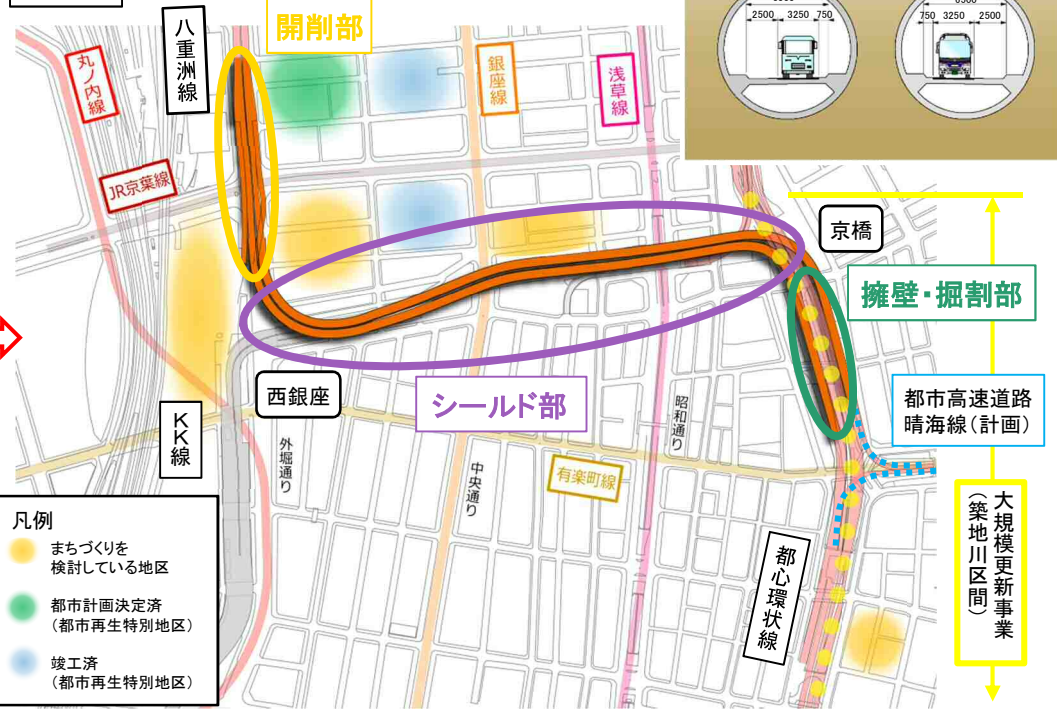 開削部
八重洲線
丸ノ内線
銀座線
浅草線
JR京葉線
2500
3250
750
750
3250
2500
京橋
擁壁・掘割部
西銀座
シールド部
都市高速道路
晴海線(計画)
KK線
外堀通り
中央通り
昭和通り
有楽町線
都心環状線
大規模更新事業
(築地川区間)
凡例
まちづくりを
検討している地区
都市計画決定済
(都市再生特別地区)
竣工済
(都市再生特別地区)